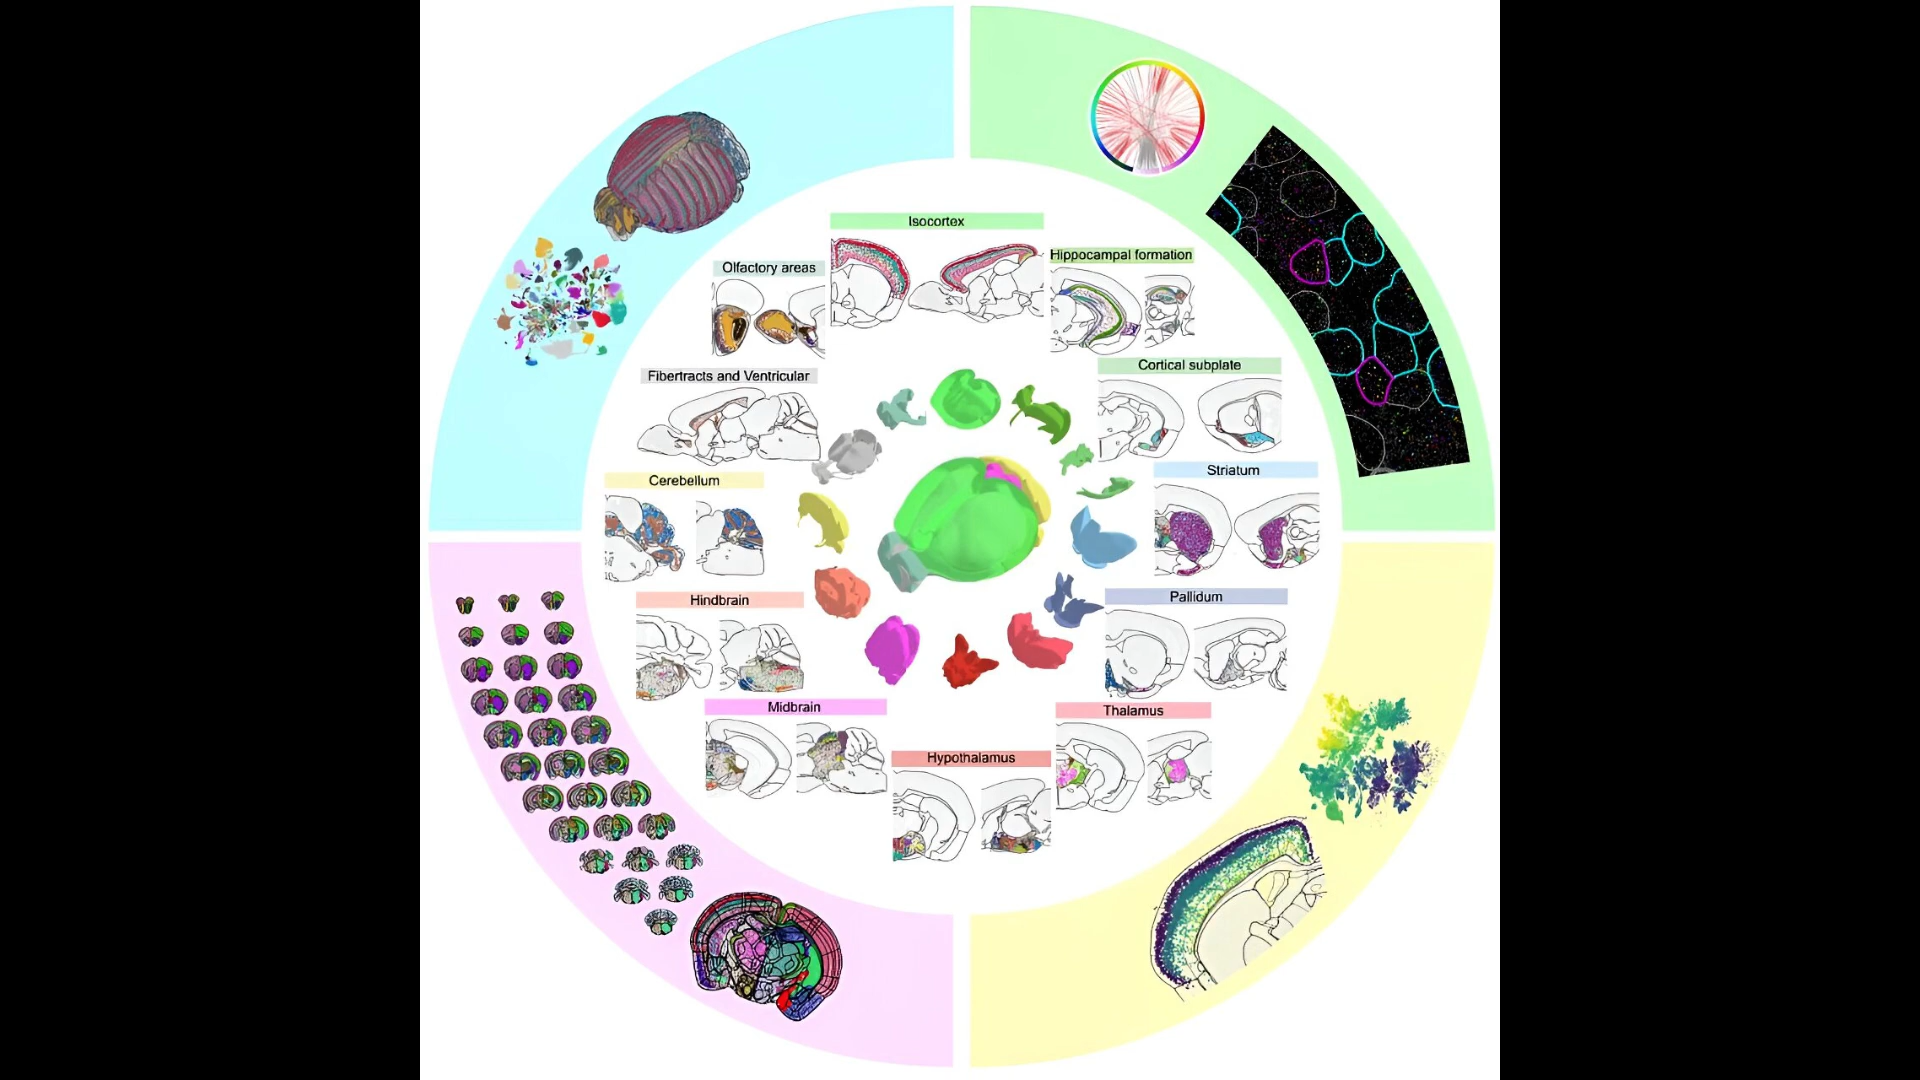 Isocortex
Hippocampal formation
Olfactory areas
Cortical subplate
Fibertracts and Ventricular
Striatum
Cerebellum
Pallidum
Hindbrain
Midbrain
Thalamus
Hypothalamus